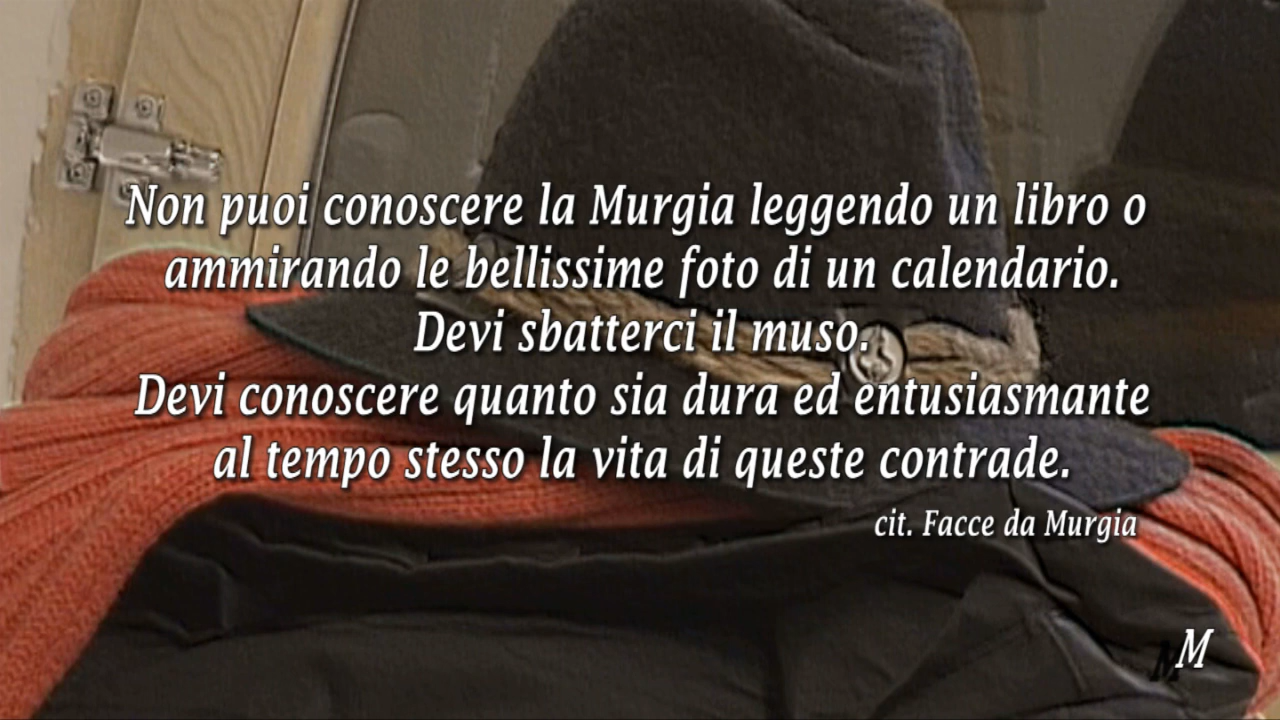 Non puoi conoscere la Murgia leggendo un libro o
ammirando le bellissime foto di un calendario.
Devi sbatterci il muso.
Devi conoscere quanto sia dura ed entusiasmante
al tempo stesso la vita di queste contrade.
cit. Facce da Murgia
M